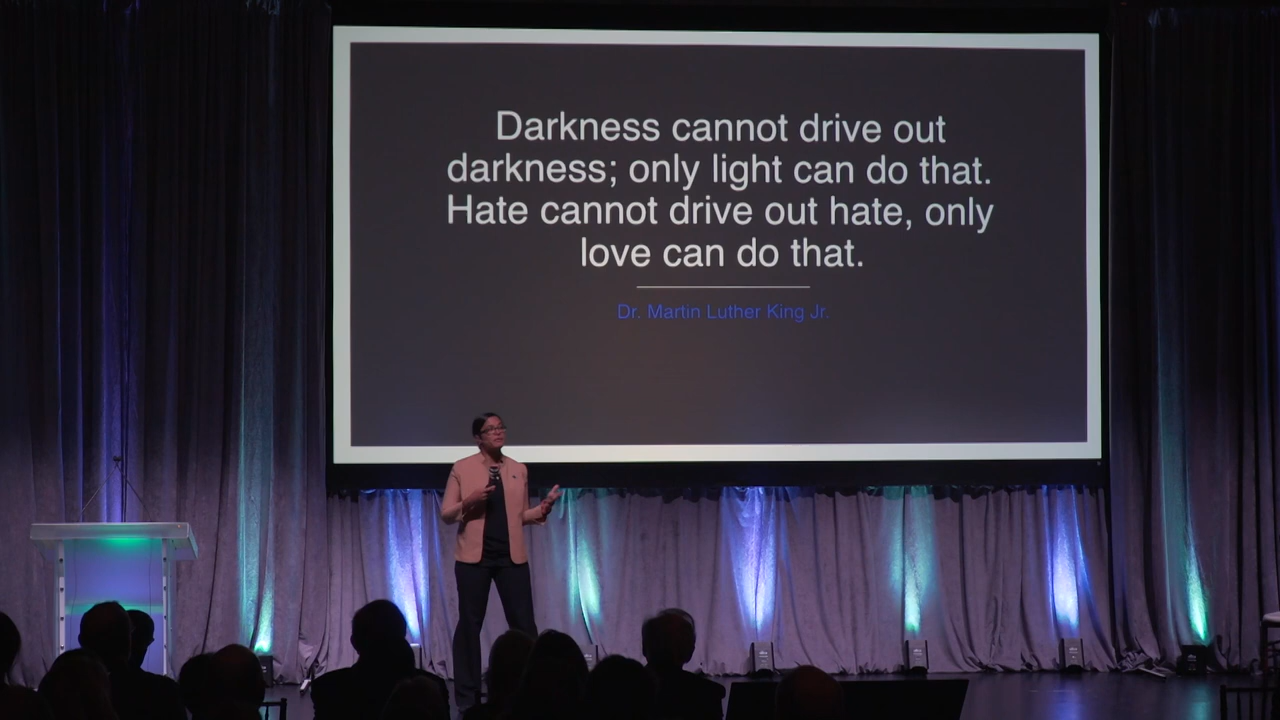 Darkness cannot drive out
darkness; only light can do that.
Hate cannot drive out hate, only
love can do that.
Dr. Martin Luther King Jr.